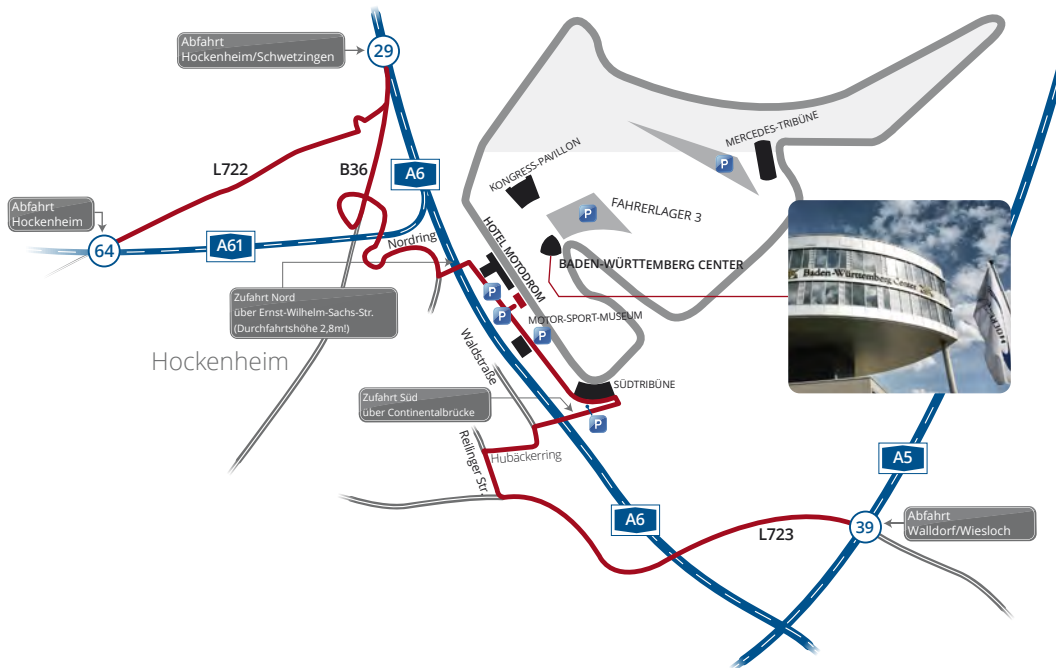 Abfahrt
Hockenheim/Schwetzingen
29
MERCEDES-TRIBÜNE
KONGRESS-PAVILLON
P
L722
B36
A6
Abfahrt
Hockenheim
64
A61
Nordring
P
FAHRERLAGER 3
HOTEL MOTODROM
BADEN-WÜRTTEMBERG CENTER
Baden-Württemberg Center
Zufahrt Nord
über Ernst-Wilhelm-Sachs-Str.
(Durchfahrtshöhe 2,8m!)
P
P
MOTOR-SPORT-MUSEUM
P
Hockenheim
Waldstraße
SÜDTRIBÜNE
Zufahrt Süd
über Continentalbrücke
P
Reilinger Str.
Hubäckerring
A5
A6
L723
39
Abfahrt
Walldorf/Wiesloch